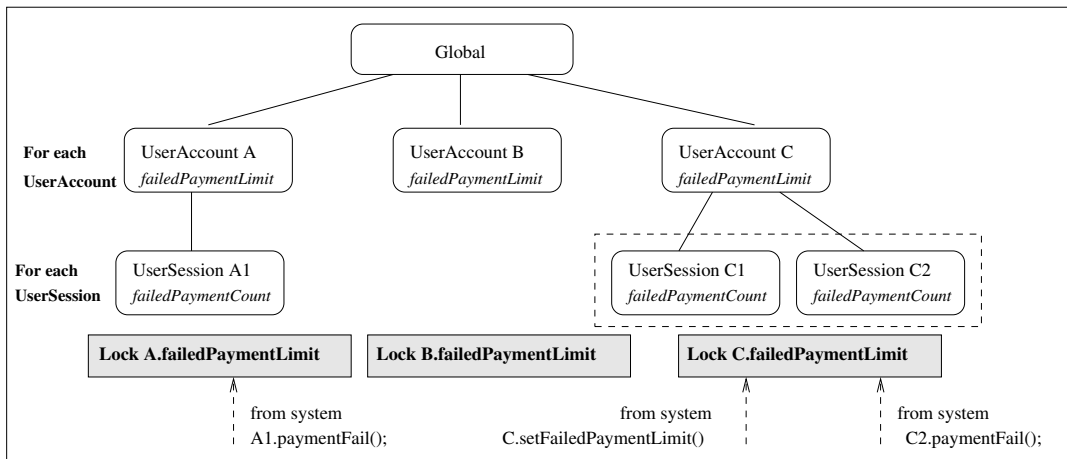 Global
For each
UserAccount
UserAccount A
failedPaymentLimit
UserAccount B
failedPaymentLimit
UserAccount C
failedPaymentLimit
For each
UserSession
UserSession A1
failedPaymentCount
UserSession C1
failedPaymentCount
UserSession C2
failedPaymentCount
Lock A.failedPaymentLimit
Lock B.failedPaymentLimit
Lock C.failedPaymentLimit
from system
A1.paymentFail();
from system
C.setFailedPaymentLimit()
from system
C2.paymentFail();